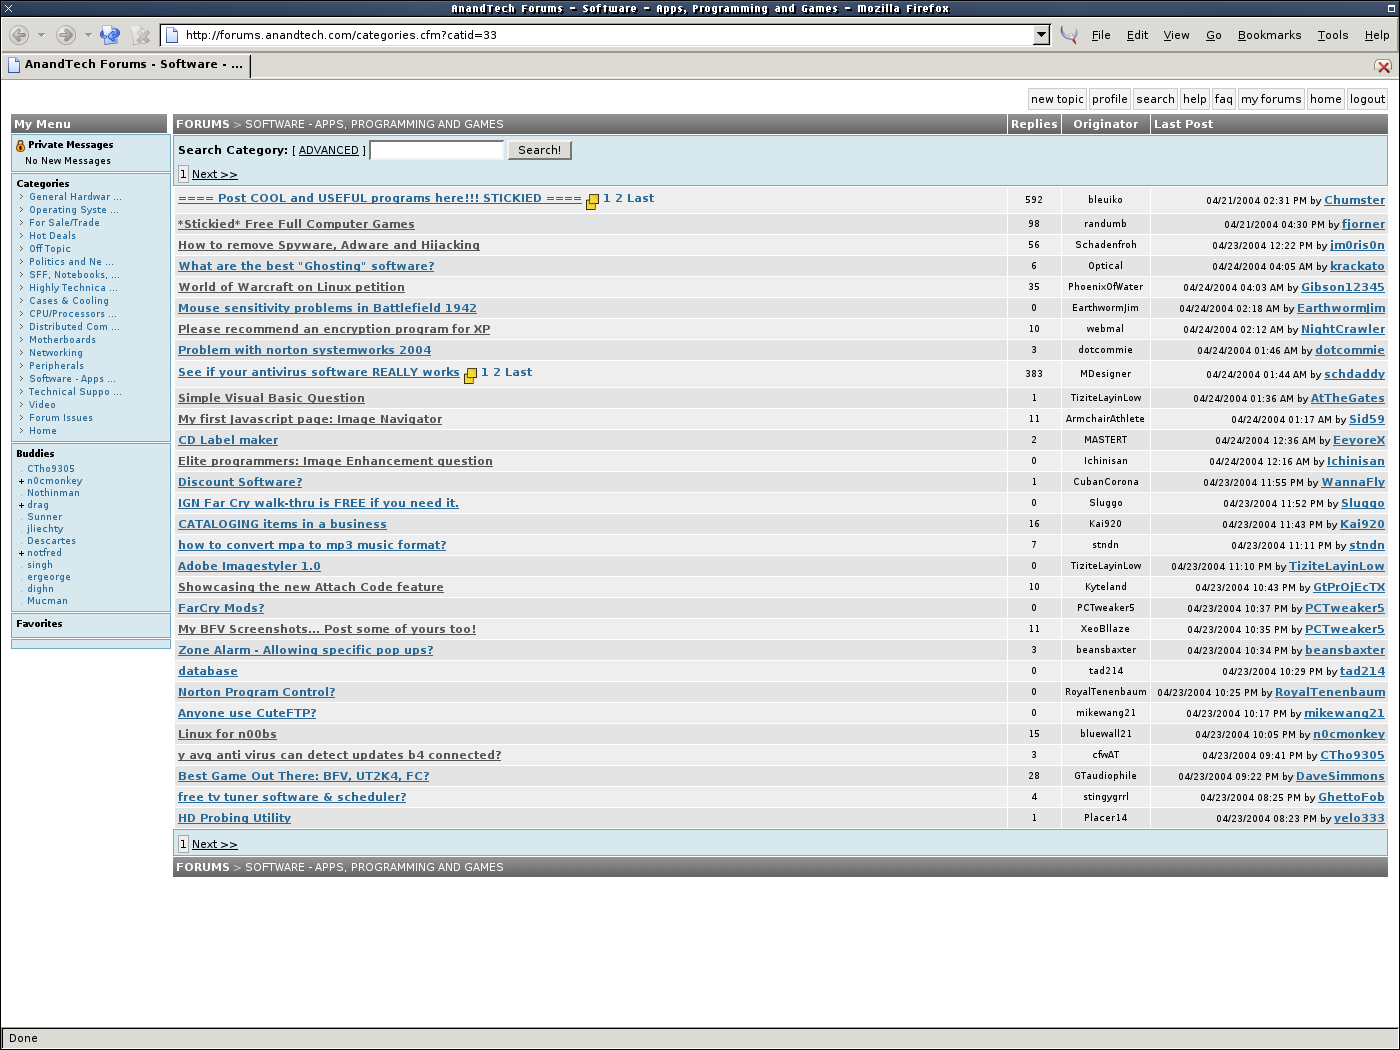 AnandTech Forums - Software - Apps, Programming and Games - Mozilla Firefox
http://forums.anandtech.com/categories.cfm?catid=33 File Edit View Go Bookmarks Tools Help
AnandTech Forums - Software - ...
new topic profile search help faq my forums home logout
My Menu
Private Messages
No New Messages
Categories
General Hardwar ...
Operating Syste ...
For Sale/Trade
Hot Deals
Off Topic
Politics and Ne ...
SFF, Notebooks, ...
Highly Technica ...
Cases & Cooling
CPU/Processors ...
Distributed Com ...
Motherboards
Networking
Peripherals
Software - Apps ...
Technical Suppo ...
Video
Forum Issues
Home
Buddies
. CTho9305
+ n0cmonkey
. Nothinman
+ drag
. Sunner
. jliechty
. Descartes
+ notfred
. singh
. ergeorge
. dighn
. Mucman
Favorites
FORUMS > SOFTWARE - APPS, PROGRAMMING AND GAMES Replies Originator Last Post
Search Category: [ ADVANCED ] Search!
1 Next >>
==== Post COOL and USEFUL programs here!!! STICKIED ==== 1 2 Last 592 bleuiko 04/21/2004 02:31 PM by Chumster
*Stickied* Free Full Computer Games 98 randumb 04/21/2004 04:30 PM by fjorner
How to remove Spyware, Adware and Hijacking 56 Schadenfroh 04/23/2004 12:22 PM by jm0ris0n
What are the best "Ghosting" software? 6 Optical 04/24/2004 04:05 AM by krackato
World of Warcraft on Linux petition 35 PhoenixOfWater 04/24/2004 04:03 AM by Gibson12345
Mouse sensitivity problems in Battlefield 1942 0 EarthwormJim 04/24/2004 02:18 AM by EarthwormJim
Please recommend an encryption program for XP 10 webmal 04/24/2004 02:12 AM by NightCrawler
Problem with norton systemworks 2004 3 dotcommie 04/24/2004 01:46 AM by dotcommie
See if your antivirus software REALLY works 1 2 Last 383 MDesigner 04/24/2004 01:44 AM by schdaddy
Simple Visual Basic Question 1 TiziteLayinLow 04/24/2004 01:36 AM by AtTheGates
My first Javascript page: Image Navigator 11 ArmchairAthlete 04/24/2004 01:17 AM by Sid59
CD Label maker 2 MASTERT 04/24/2004 12:36 AM by EeyoreX
Elite programmers: Image Enhancement question 0 Ichinisan 04/24/2004 12:16 AM by Ichinisan
Discount Software? 1 CubanCorona 04/23/2004 11:55 PM by WannaFly
IGN Far Cry walk-thru is FREE if you need it. 0 Sluggo 04/23/2004 11:52 PM by Sluggo
CATALOGING items in a business 16 Kai920 04/23/2004 11:43 PM by Kai920
how to convert mpa to mp3 music format? 7 stndn 04/23/2004 11:11 PM by stndn
Adobe Imagestyler 1.0 0 TiziteLayinLow 04/23/2004 11:10 PM by TiziteLayinLow
Showcasing the new Attach Code feature 10 Kyteland 04/23/2004 10:43 PM by GtPrOjEcTX
FarCry Mods? 0 PCTweaker5 04/23/2004 10:37 PM by PCTweaker5
My BFV Screenshots... Post some of yours too! 11 XeoBllaze 04/23/2004 10:35 PM by PCTweaker5
Zone Alarm - Allowing specific pop ups? 3 beansbaxter 04/23/2004 10:34 PM by beansbaxter
database 0 tad214 04/23/2004 10:29 PM by tad214
Norton Program Control? 0 RoyalTenenbaum 04/23/2004 10:25 PM by RoyalTenenbaum
Anyone use CuteFTP? 0 mikewang21 04/23/2004 10:17 PM by mikewang21
Linux for n00bs 15 bluewall21 04/23/2004 10:05 PM by n0cmonkey
y avg anti virus can detect updates b4 connected? 3 cfwAT 04/23/2004 09:41 PM by CTho9305
Best Game Out There: BFV, UT2K4, FC? 28 GTaudiophile 04/23/2004 09:22 PM by DaveSimmons
free tv tuner software & scheduler? 4 stingygrrl 04/23/2004 08:25 PM by GhettoFob
HD Probing Utility 1 Placer14 04/23/2004 08:23 PM by yelo333
1 Next >>
FORUMS > SOFTWARE - APPS, PROGRAMMING AND GAMES
Done